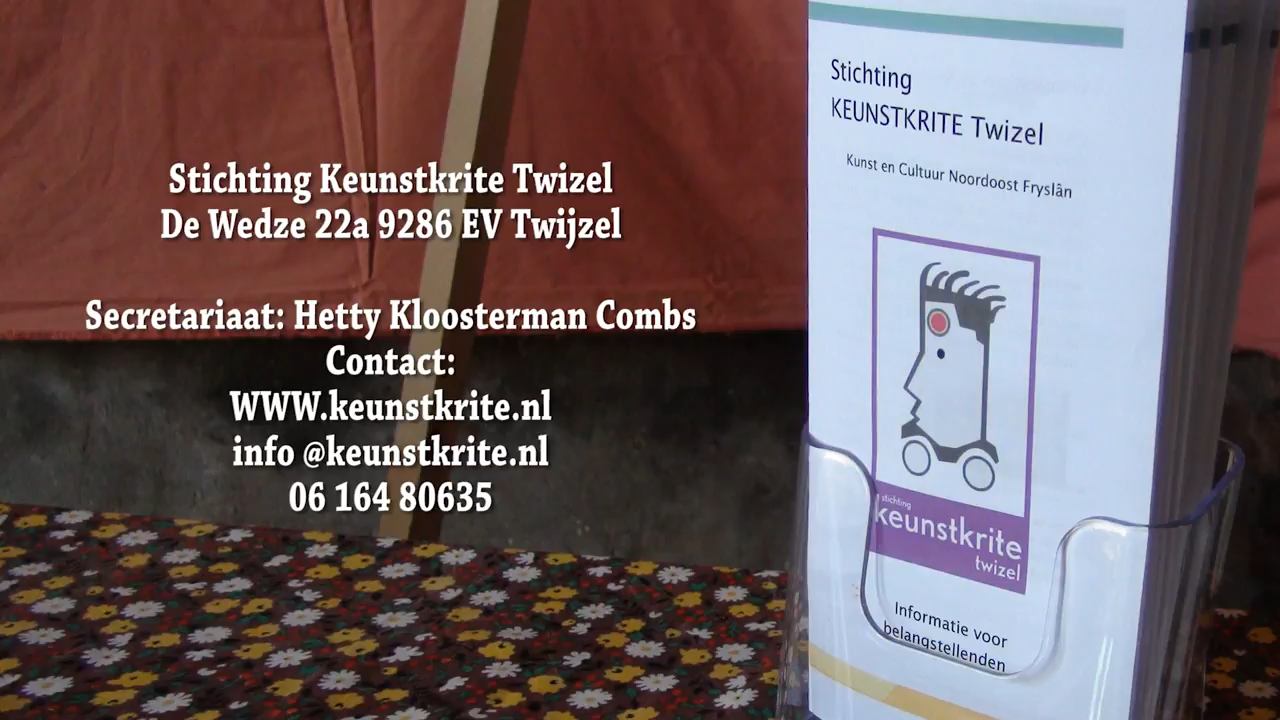 Stichting Keunstkrite Twizel
De Wedze 22a 9286 EV Twijzel
Secretariaat: Hetty Kloosterman Combs
Contact:
WWW.keunstkrite.nl
info @keunstkrite.nl
06 164 80635
Stichting
KEUNSTKRITE Twizel
Kunst en Cultuur Noordoost Fryslân
stichting
keunstkrite
twizel
Informatie voor
belangstellenden